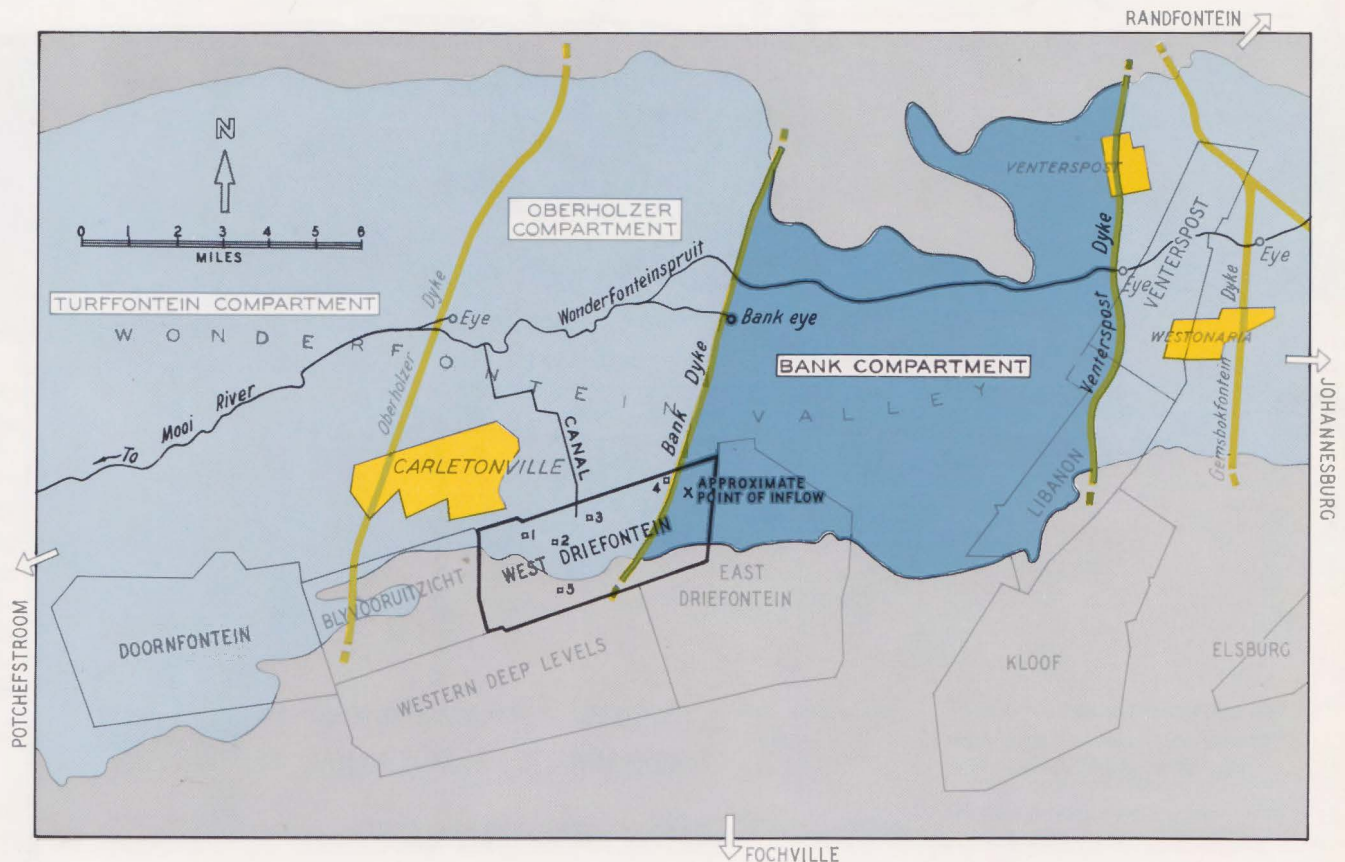 RANDFONTEIN
N
0 1 2 3 4 5 6
MILES
OBERHOLZER
COMPARTMENT
TURFFONTEIN COMPARTMENT
WONDERFONTEIN VALLEY
VENTERSPOST
VENTERSPOST
Dyke
Venterspost
Eye
Eye
Dyke
Gemsbokfontein
WESTONARIA
Wonderfonteinspruit
Bank eye
Dyke
Bank
BANK COMPARTMENT
Dyke
Oberholzer
Eye
To Mooi River
CANAL
CARLETONVILLE
4
X APPROXIMATE
POINT OF INFLOW
3
1
2
5
WEST DRIEFONTEIN
LIBANON
BLYVOORUITZICHT
DOORNFONTEIN
WESTERN DEEP LEVELS
EAST
DRIEFONTEIN
KLOOF
ELSBURG
JOHANNESBURG
POTCHEFSTROOM
FOCHVILLE